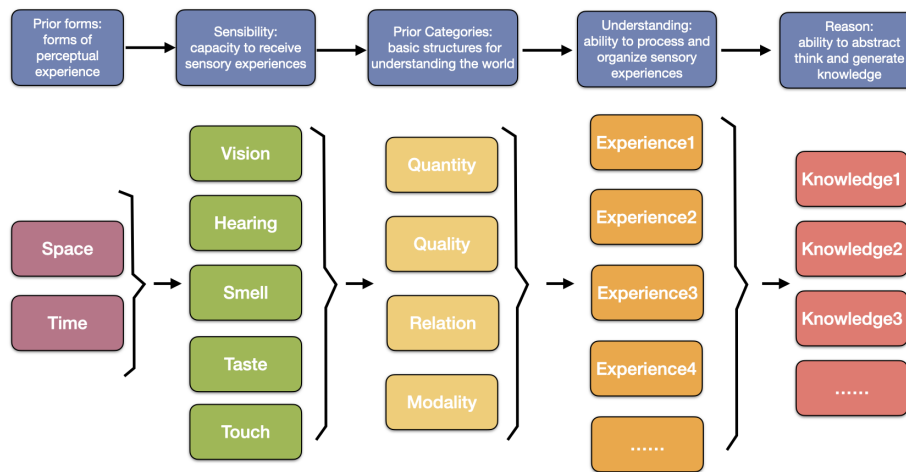 Prior forms:
forms of
perceptual
experience
Sensibility:
capacity to receive
sensory experiences
Prior Categories:
basic structures for
understanding the world
Understanding:
ability to process and
organize sensory
experiences
Reason:
ability to abstract
think and generate
knowledge
Space
Time
Vision
Hearing
Smell
Taste
Touch
Quantity
Quality
Relation
Modality
Experience1
Experience2
Experience3
Experience4
......
Knowledge1
Knowledge2
Knowledge3
......